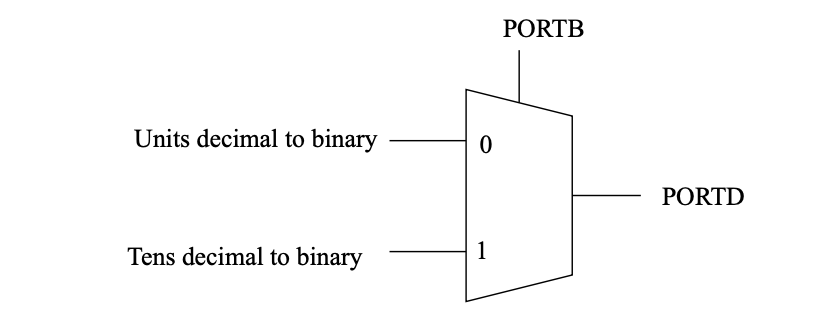 PORTB
Units decimal to binary
0
PORTD
Tens decimal to binary
1